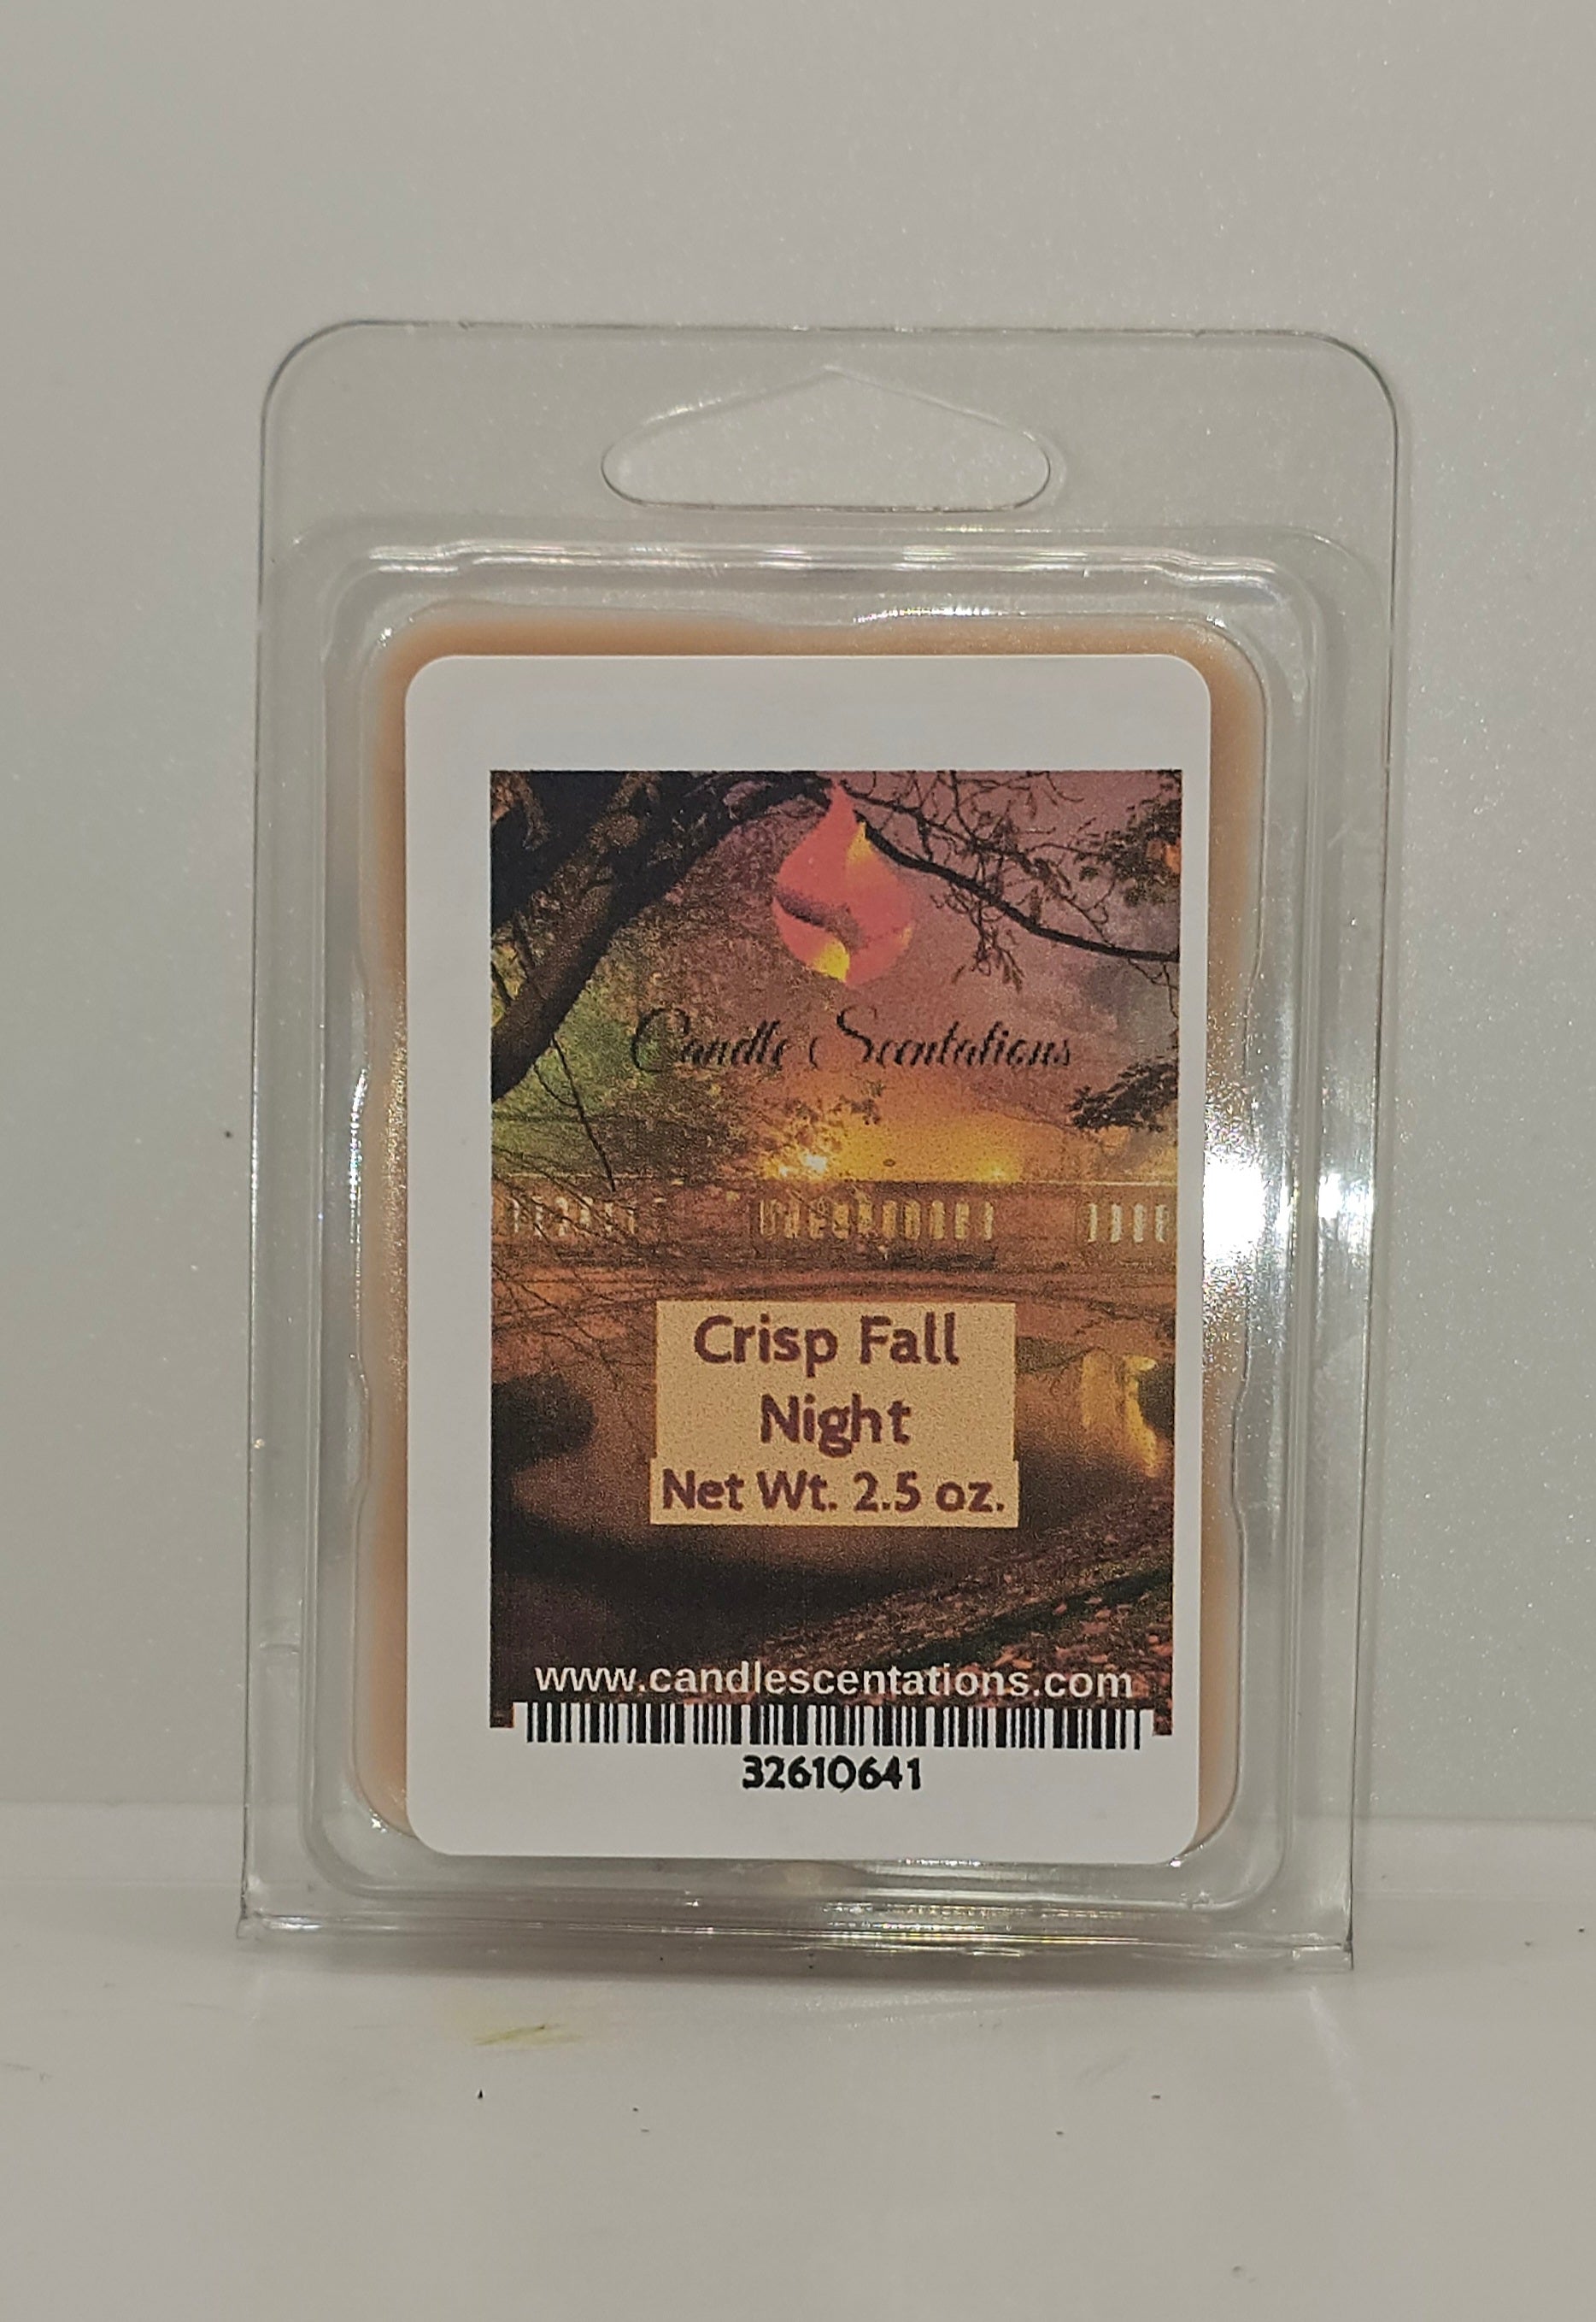 Candle Scentations
Crisp Fall
Night
Net Wt. 2.5 oz.
www.candlescentations.com
32610641